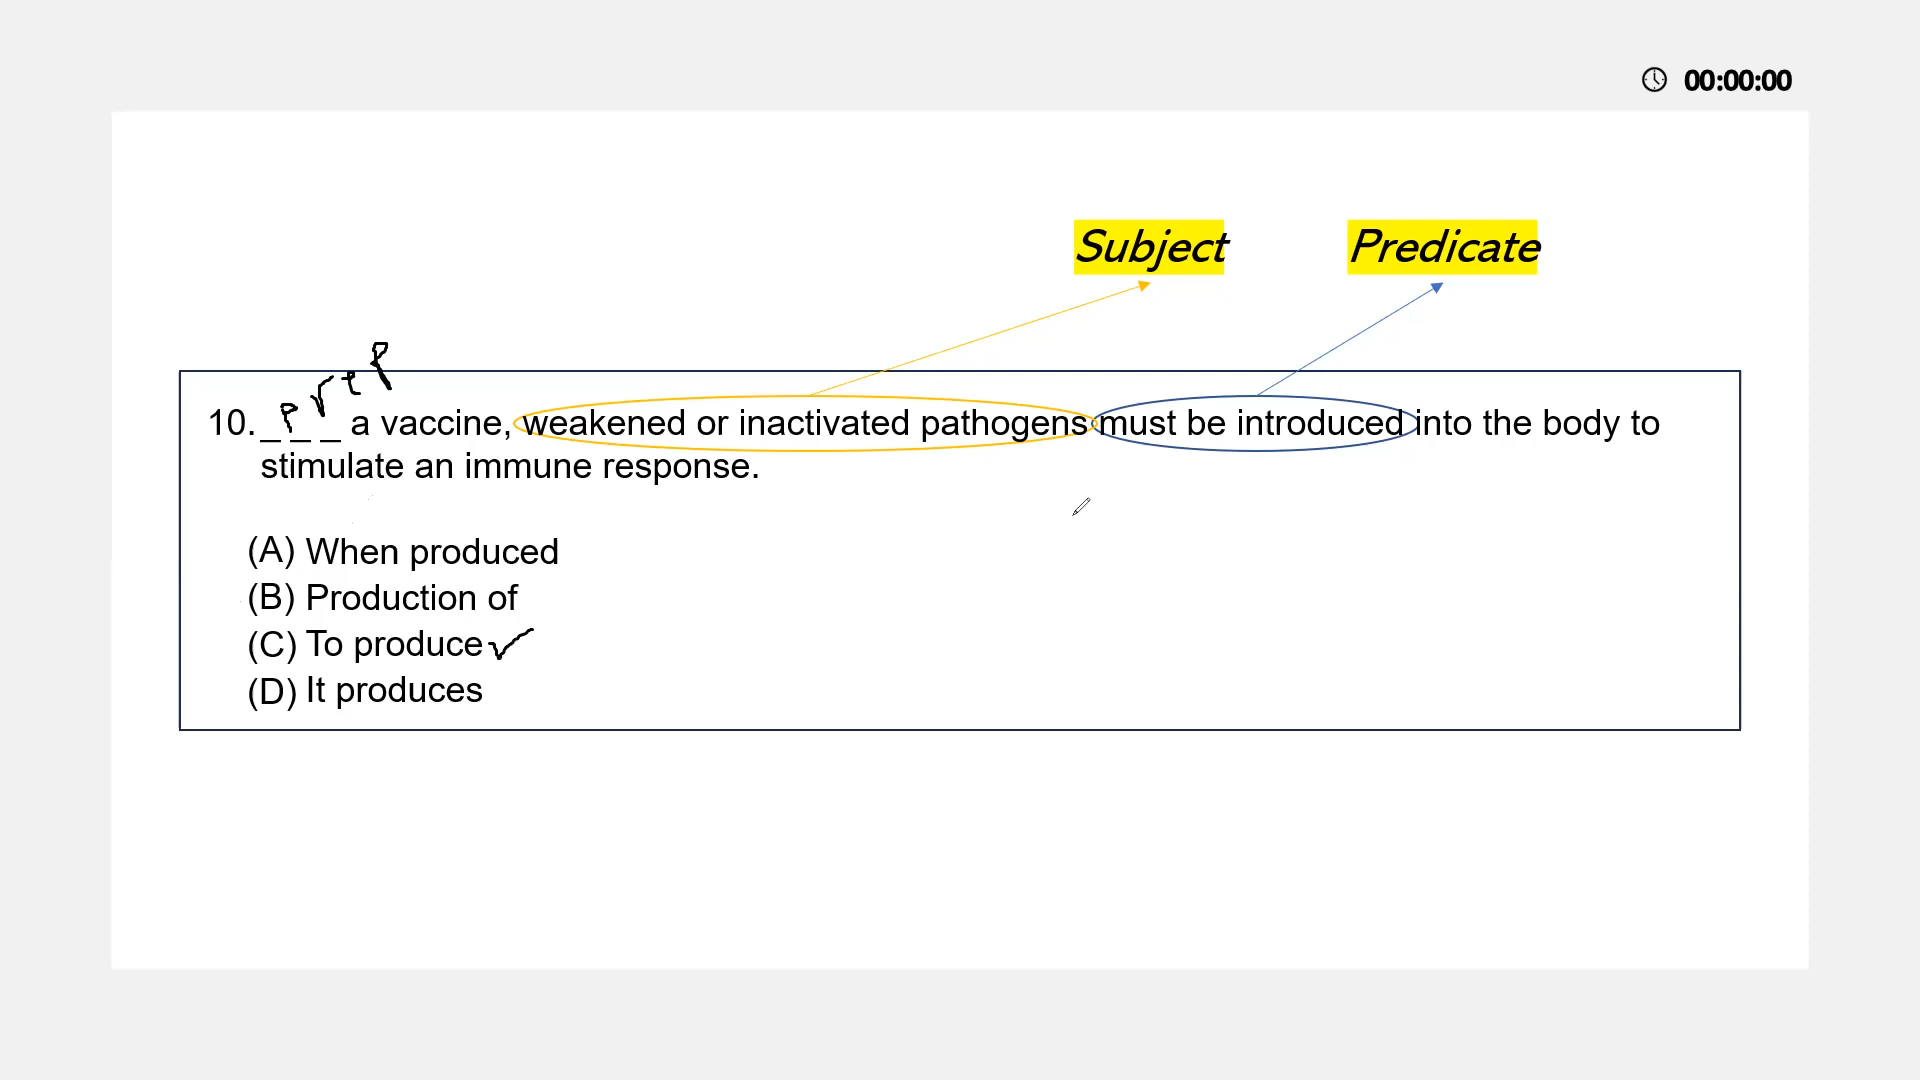 00:00:00
Subject Predicate
pref
10. _ _ _ a vaccine, weakened or inactivated pathogens must be introduced into the body to
stimulate an immune response.
(A) When produced
(B) Production of
(C) To produce ✓
(D) It produces